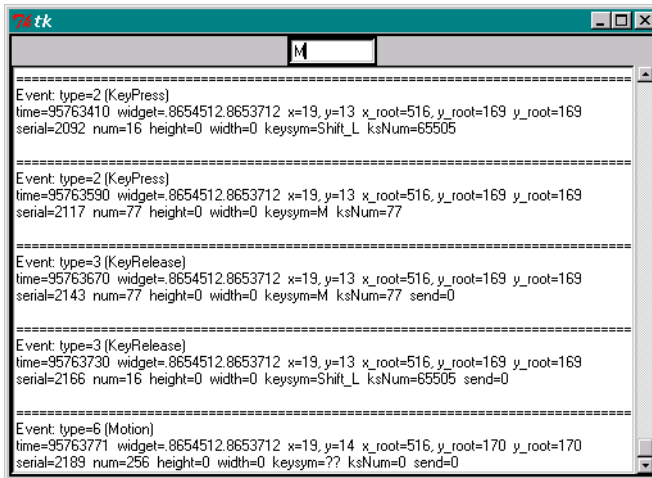 tk
M
==================================================================================
Event: type=2 (KeyPress)
time=95763410 widget=.8654512.8653712 x=19, y=13 x_root=516, y_root=169 y_root=169
serial=2092 num=16 height=0 width=0 keysym=Shift_L ksNum=65505
==================================================================================
Event: type=2 (KeyPress)
time=95763590 widget=.8654512.8653712 x=19, y=13 x_root=516, y_root=169 y_root=169
serial=2117 num=77 height=0 width=0 keysym=M ksNum=77
==================================================================================
Event: type=3 (KeyRelease)
time=95763670 widget=.8654512.8653712 x=19, y=13 x_root=516, y_root=169 y_root=169
serial=2143 num=77 height=0 width=0 keysym=M ksNum=77 send=0
==================================================================================
Event: type=3 (KeyRelease)
time=95763730 widget=.8654512.8653712 x=19, y=13 x_root=516, y_root=169 y_root=169
serial=2166 num=16 height=0 width=0 keysym=Shift_L ksNum=65505 send=0
==================================================================================
Event: type=6 (Motion)
time=95763771 widget=.8654512.8653712 x=19, y=14 x_root=516, y_root=170 y_root=170
serial=2189 num=256 height=0 width=0 keysym=?? ksNum=0 send=0